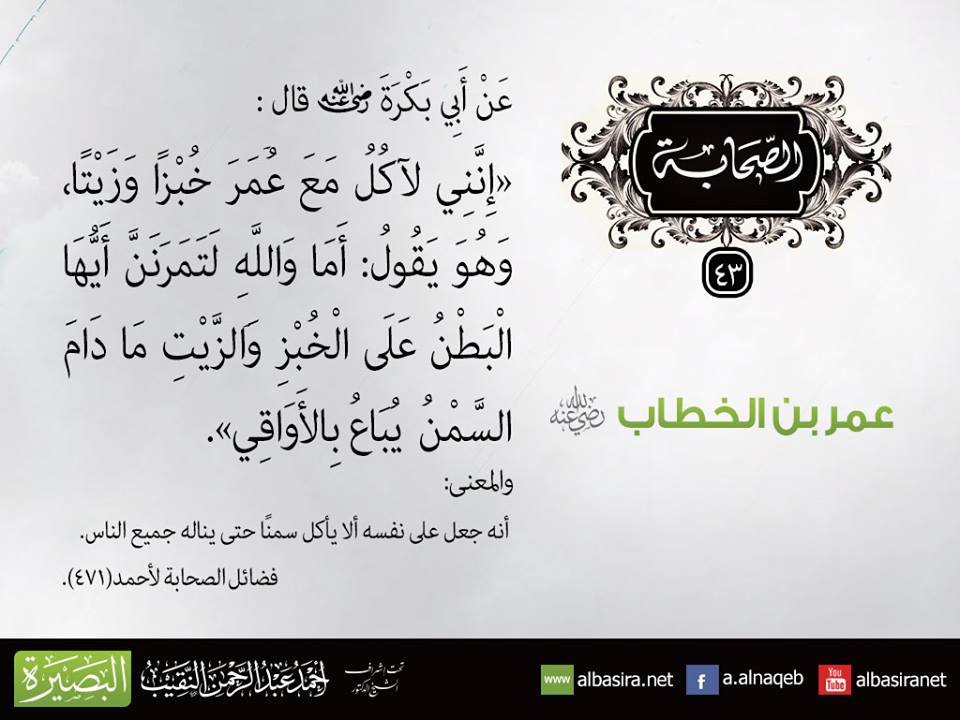 الصحابة
٤٣
عمر بن الخطاب رضي الله عنه
عَنْ أَبِي بَكْرَةَ رضي الله عنه قال :
«إِنَّنِي لآكُلُ مَعَ عُمَرَ خُبْزًا وَزَيْتًا،
وَهُوَ يَقُولُ: أَمَا وَاللَّهِ لَتَمَرَنَنَّ أَيُّهَا
الْبَطْنُ عَلَى الْخُبْزِ وَالزَّيْتِ مَا دَامَ
السَّمْنُ يُبَاعُ بِالأَوَاقِي».
والمعنى:
أنه جعل على نفسه ألا يأكل سمنًا حتى يناله جميع الناس.
فضائل الصحابة لأحمد(٤٧١).
البَصِيرَة
تحت إشراف
الشيخ الدكتور
أحمد عبد الرحمن النقيب
www albasira.net
f a.alnaqeb
You Tube albasiranet